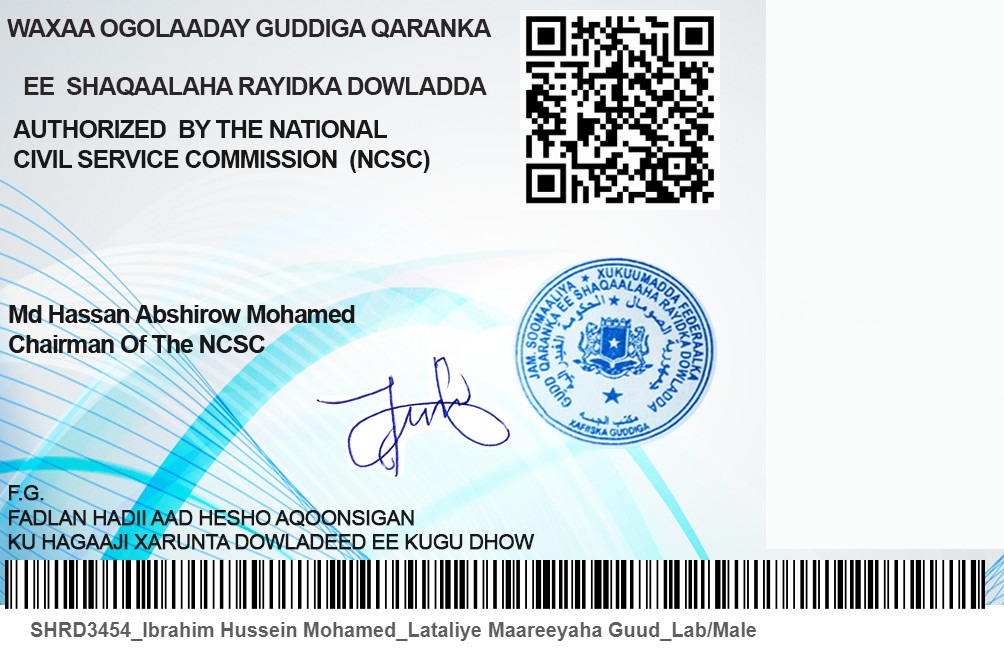 WAXAA OGOLAADAY GUDDIGA QARANKA
EE SHAQAALAHA RAYIDKA DOWLADDA
AUTHORIZED BY THE NATIONAL
CIVIL SERVICE COMMISSION (NCSC)
Md Hassan Abshirow Mohamed
Chairman Of The NCSC
JAM. SOOMAALIYA ★ XUKUUMADDA FEDERAALKA
GUDD QARANKA EE SHAQAALAHA RAYIDKA DOWLADDA
XAFIISKA GUDDIGA
F.G.
FADLAN HADII AAD HESHO AQOONSIGAN
KU HAGAAJI XARUNTA DOWLADEED EE KUGU DHOW
SHRD3454_Ibrahim Hussein Mohamed_Lataliye Maareeyaha Guud_Lab/Male